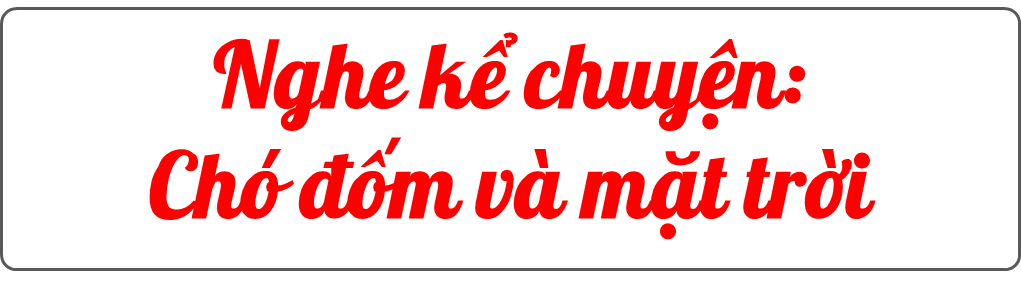 Nghe kể chuyện:
Chó đốm và mặt trời